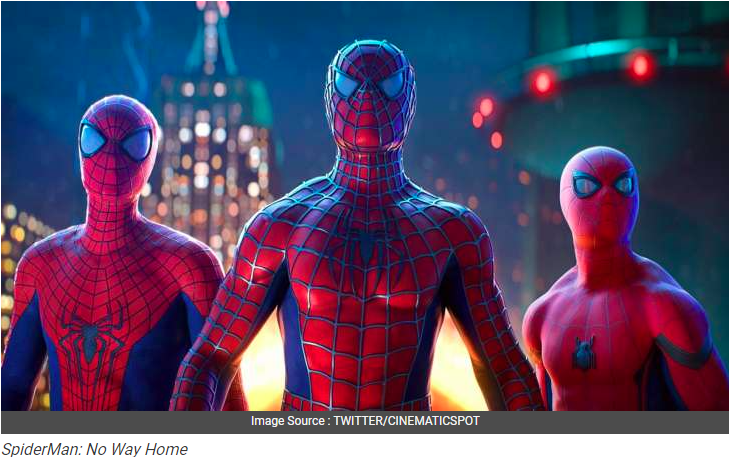 Image Source : TWITTER/CINEMATICSPOT
SpiderMan: No Way Home